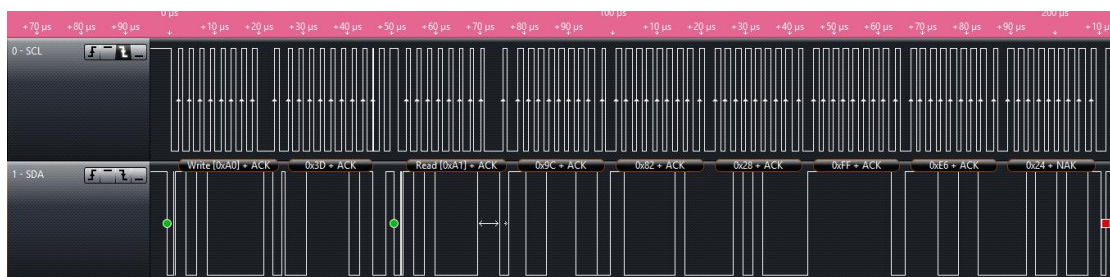 0 µs 100 µs 200 µs
+70 µs +80 µs +90 µs +10 µs +20 µs +30 µs +40 µs +50 µs +60 µs +70 µs +80 µs +90 µs +10 µs +20 µs +30 µs +40 µs +50 µs +60 µs +70 µs +80 µs +90 µs +10 µ
0 - SCL
Write [0xA0] + ACK 0x3D + ACK Read [0xA1] + ACK 0x9C + ACK 0x82 + ACK 0x28 + ACK 0xFF + ACK 0xE6 + ACK 0x24 + NAK
1 - SDA